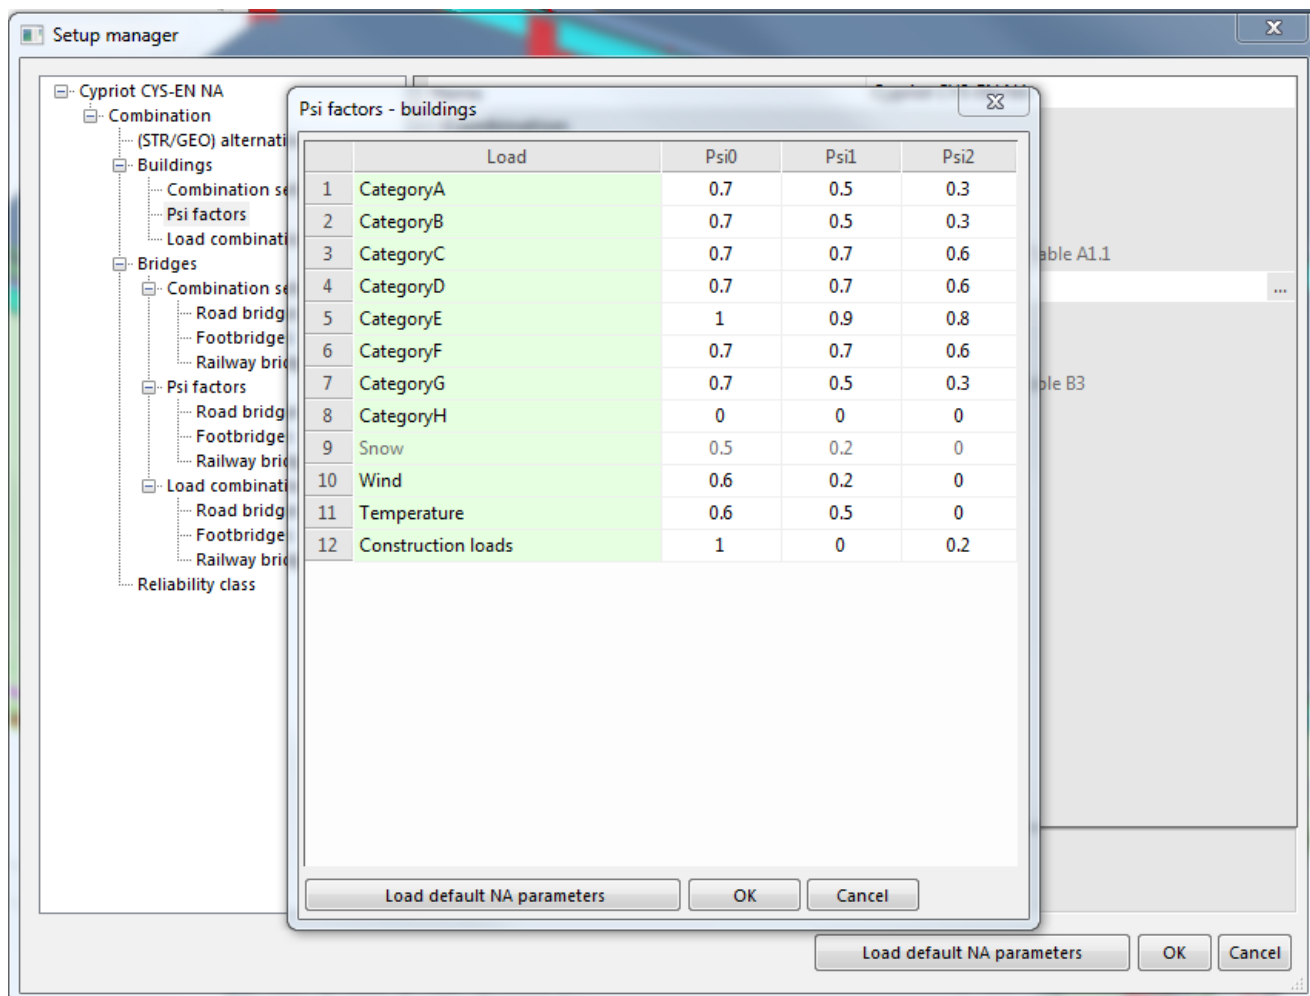 Setup manager
Cypriot CYS-EN NA
Combination
(STR/GEO) alternati
Buildings
Combination se
Psi factors
Load combinati
Bridges
Combination se
Road bridg
Footbridge
Railway brid
Psi factors
Road bridg
Footbridge
Railway brid
Load combinati
Road bridg
Footbridge
Railway brid
Reliability class
able A1.1
...
ble B3
Psi factors - buildings
Load Psi0 Psi1 Psi2
1 CategoryA 0.7 0.5 0.3
2 CategoryB 0.7 0.5 0.3
3 CategoryC 0.7 0.7 0.6
4 CategoryD 0.7 0.7 0.6
5 CategoryE 1 0.9 0.8
6 CategoryF 0.7 0.7 0.6
7 CategoryG 0.7 0.5 0.3
8 CategoryH 0 0 0
9 Snow 0.5 0.2 0
10 Wind 0.6 0.2 0
11 Temperature 0.6 0.5 0
12 Construction loads 1 0 0.2
Load default NA parameters OK Cancel
Load default NA parameters OK Cancel